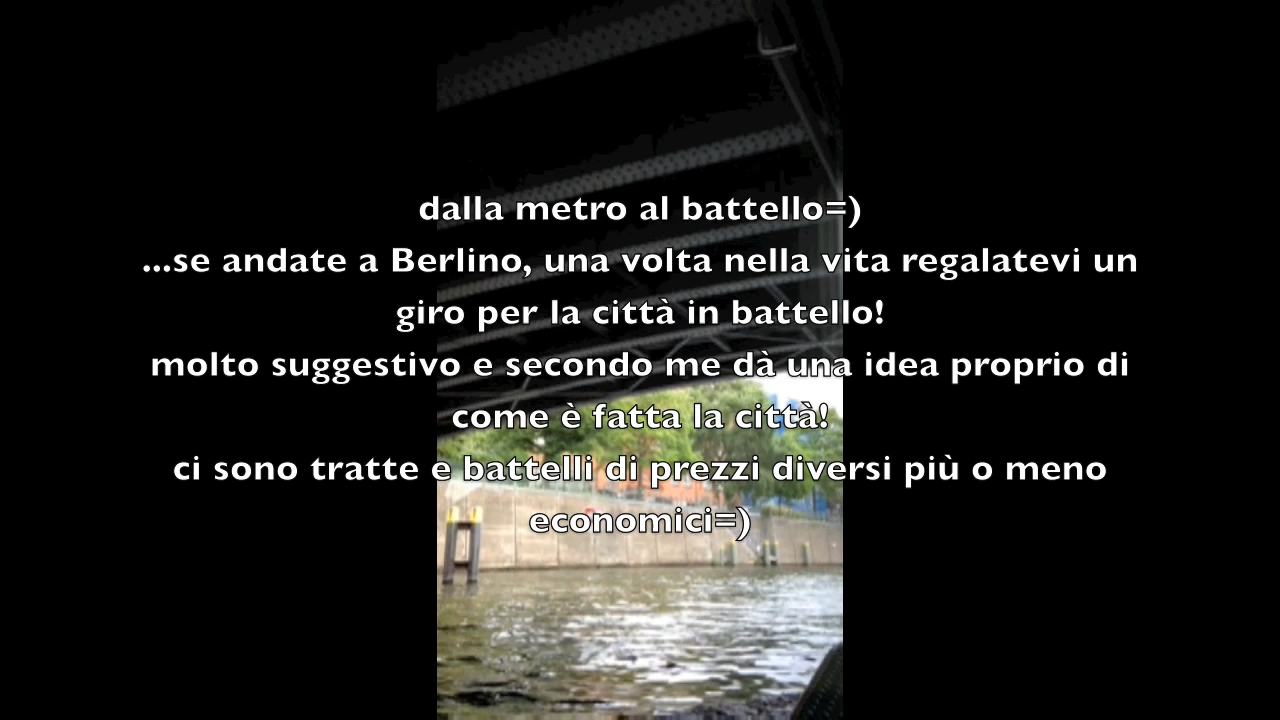 dalla metro al battello=)
...se andate a Berlino, una volta nella vita regalatevi un
giro per la città in battello!
molto suggestivo e secondo me dà una idea proprio di
come è fatta la città!
ci sono tratte e battelli di prezzi diversi più o meno
economici=)